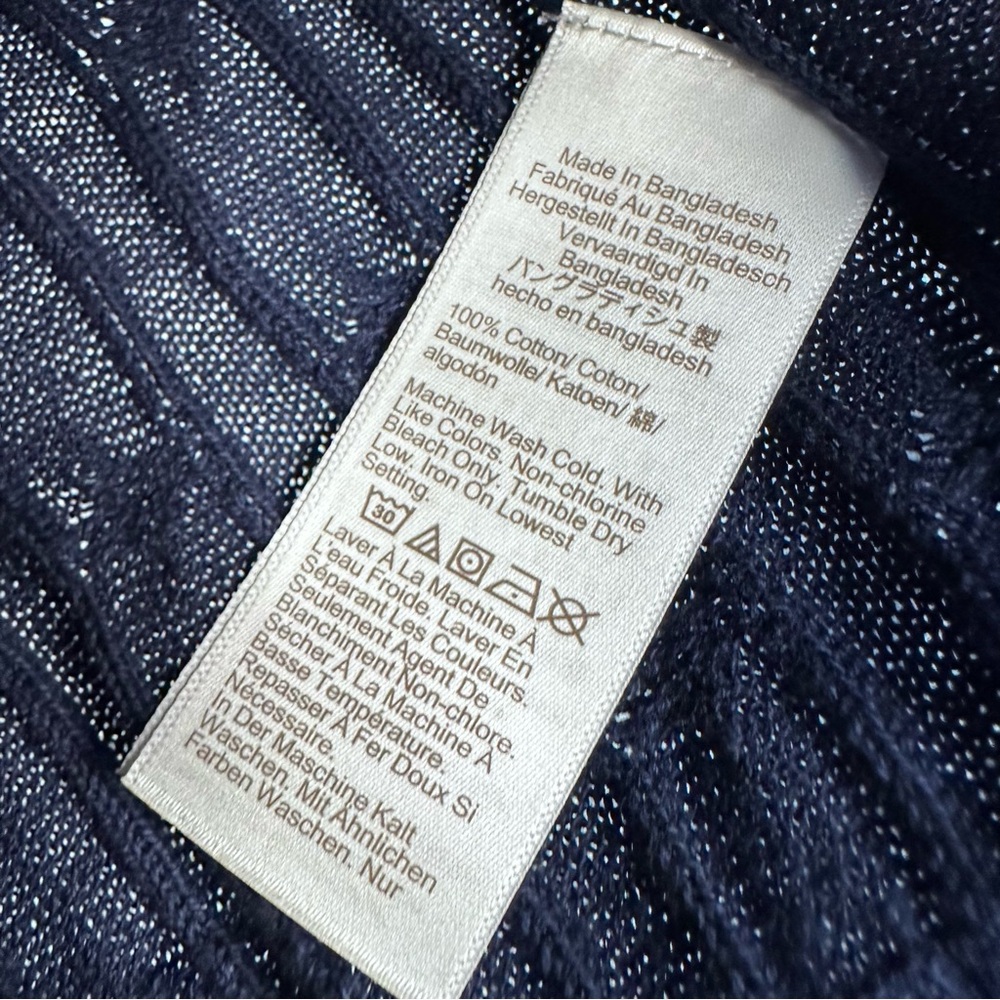 Made In Bangladesh
Fabriqué Au Bangladesh
Hergestellt In Bangladesch
Vervaardigd In
Bangladesh
バングラディシュ製
hecho en bangladesh
100% Cotton/ Coton/
Baumwolle/ Katoen/ 綿/
algodón
Machine Wash Cold. With
Like Colors. Non-chlorine
Bleach Only. Tumble Dry
Low. Iron On Lowest
Setting
30
Laver À La Machine À
L'eau Froide. Laver En
Séparant Les Couleurs.
Seulement Agent De
Blanchiment Non-chlore.
Sécher À La Machine À
Basse Température.
Repasser À Fer Doux Si
Nécessaire.
In Der Maschine Kalt
Waschen. Mit Ähnlichen
Farben Waschen. Nur